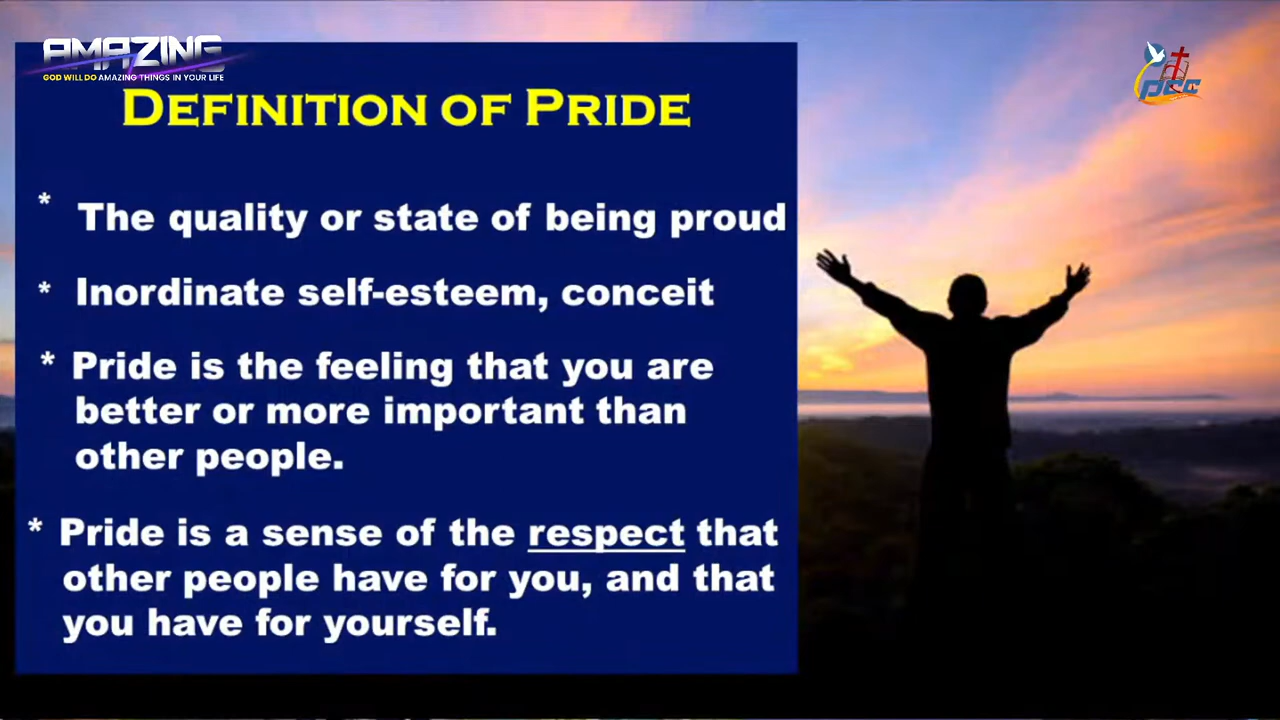 AMAZING
GOD WILL DO AMAZING THINGS IN YOUR LIFE
pcc
DEFINITION OF PRIDE
* The quality or state of being proud
* Inordinate self-esteem, conceit
* Pride is the feeling that you are
better or more important than
other people.
* Pride is a sense of the respect that
other people have for you, and that
you have for yourself.